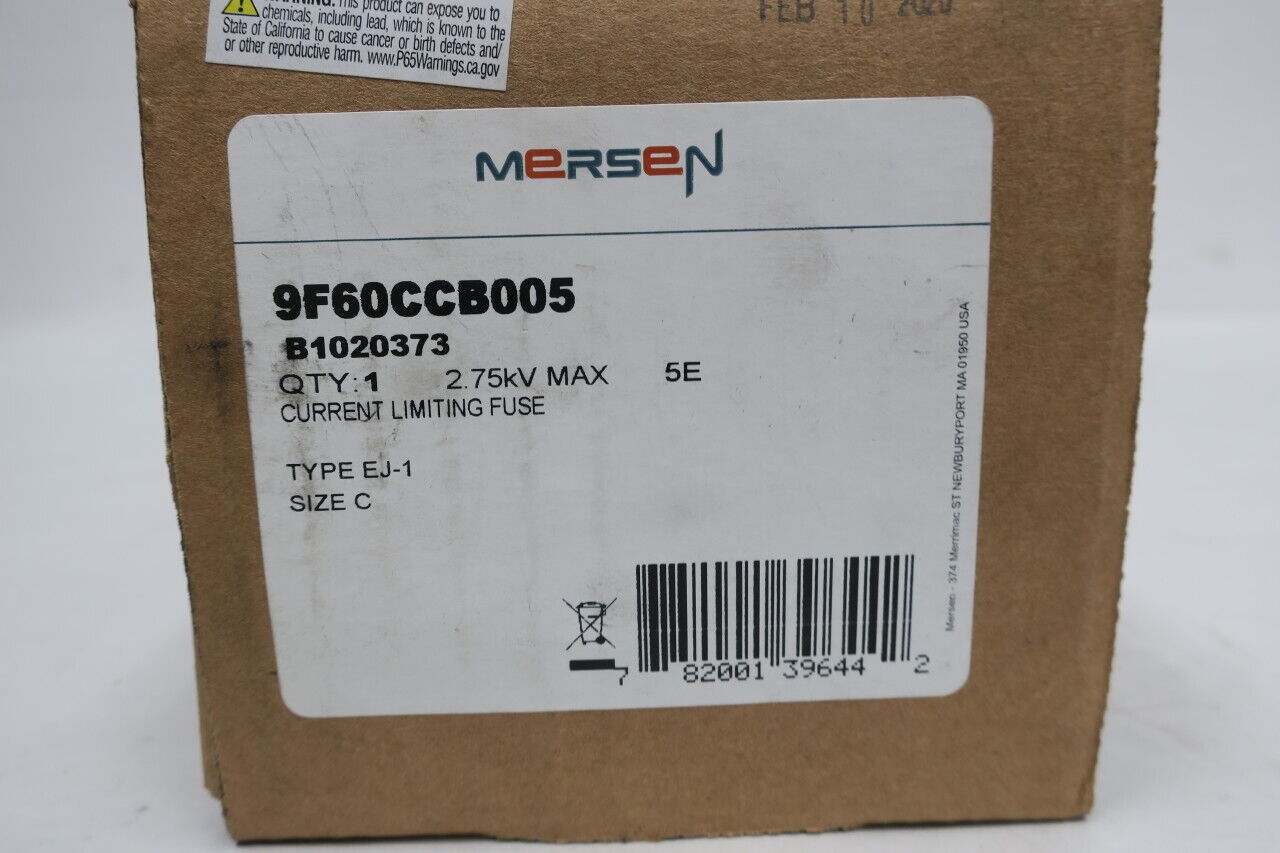 WARNING: This product can expose you to
chemicals, including lead, which is known to the
State of California to cause cancer or birth defects and/
or other reproductive harm. www.P65Warnings.ca.gov
FEB 10 2020
MERSEN
9F60CCB005
B1020373
QTY:1 2.75kV MAX 5E
CURRENT LIMITING FUSE
TYPE EJ-1
SIZE C
7 82001 39644 2
Mersen - 374 Merrimac ST NEWBURYPORT MA 01950 USA